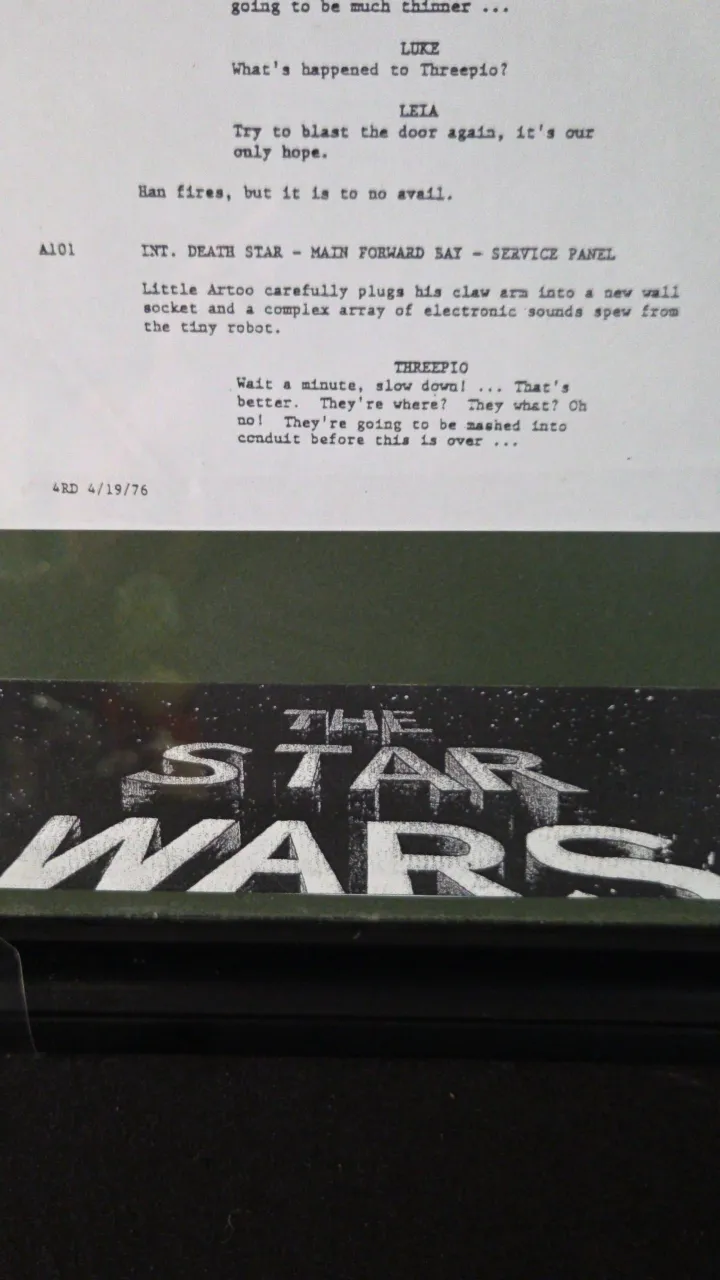 going to be much thinner ...
LUKE
What's happened to Threepio?
LEIA
Try to blast the door again, it's our
only hope.
Han fires, but it is to no avail.
A101 INT. DEATH STAR - MAIN FORWARD BAY - SERVICE PANEL
Little Artoo carefully plugs his claw arm into a new wall
socket and a complex array of electronic sounds spew from
the tiny robot.
THREEPIO
Wait a minute, slow down! ... That's
better. They're where? They what? Oh
no! They're going to be mashed into
conduit before this is over ...
4RD 4/19/76
THE
STAR
WARS